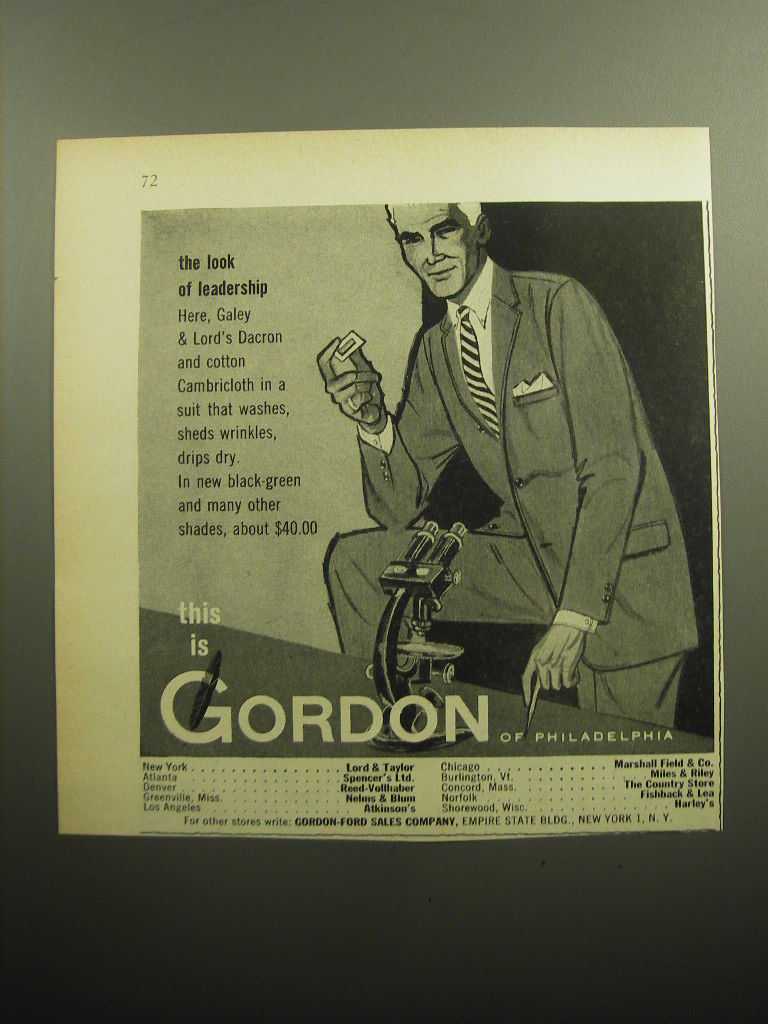 72
the look
of leadership
Here, Galey
& Lord's Dacron
and cotton
Cambricloth in a
suit that washes,
sheds wrinkles,
drips dry.
In new black-green
and many other
shades, about $40.00
this
is
GORDON OF PHILADELPHIA
New York . . . . . . . . . . . . . . . . Lord & Taylor
Atlanta . . . . . . . . . . . . . . . . Spencer's Ltd.
Denver . . . . . . . . . . . . . . . . Reed-Vollhaber
Greenville, Miss. . . . . . . . . . . . . Nelms & Blum
Los Angeles . . . . . . . . . . . . . . Atkinson's
Chicago . . . . . . . . . . . . . Marshall Field & Co.
Burlington, Vt. . . . . . . . . . . . . . Miles & Riley
Concord, Mass. . . . . . . . . . . The Country Store
Norfolk . . . . . . . . . . . . . . . . Fishback & Lea
Shorewood, Wisc. . . . . . . . . . . . . . Harley's
For other stores write: GORDON-FORD SALES COMPANY, EMPIRE STATE BLDG., NEW YORK 1, N. Y.